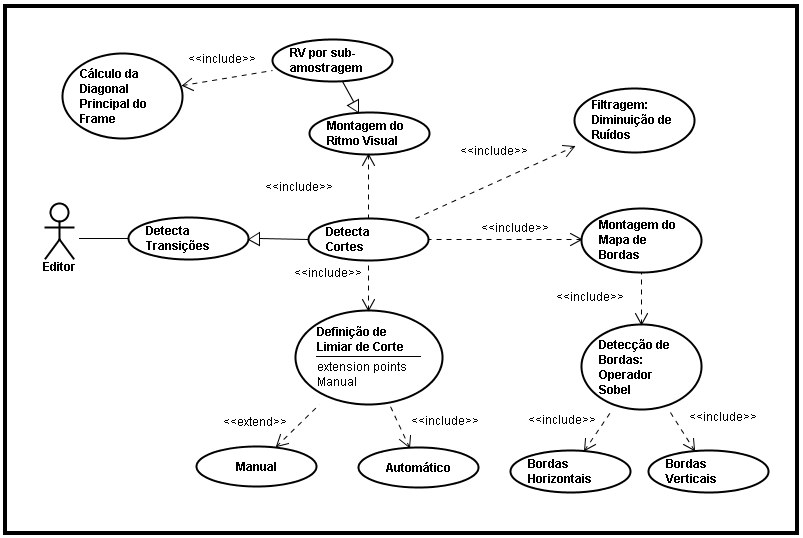 <<include>>
RV por sub-
amostragem
Cálculo da
Diagonal
Principal do
Frame
Montagem do
Ritmo Visual
Filtragem:
Diminuição de
Ruídos
<<include>>
<<include>>
Editor
Detecta
Transições
Detecta
Cortes
<<include>>
Montagem do
Mapa de
Bordas
<<include>>
<<include>>
Definição de
Limiar de Corte
extension points
Manual
Detecção de
Bordas:
Operador
Sobel
<<extend>>
<<include>>
<<include>>
<<include>>
Manual
Automático
Bordas
Horizontais
Bordas
Verticais